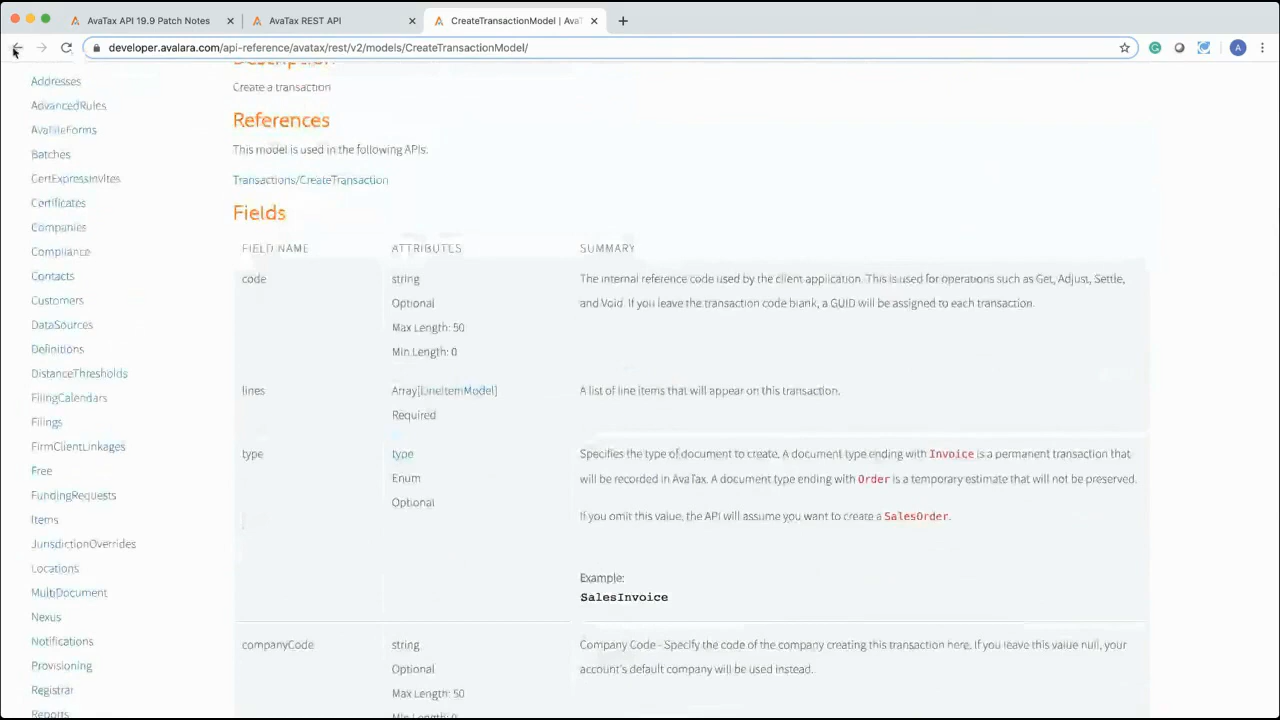 AvaTax API 19.9 Patch Notes
AvaTax REST API
CreateTransactionModel | AvaT
developer.avalara.com/api-reference/avatax/rest/v2/models/CreateTransactionModel/
A
Addresses
AdvancedRules
AvaFileForms
Batches
CertExpressInvites
Certificates
Companies
Compliance
Contacts
Customers
DataSources
Definitions
DistanceThresholds
FilingCalendars
Filings
FirmClientLinkages
Free
FundingRequests
Items
JurisdictionOverrides
Locations
MultiDocument
Nexus
Notifications
Provisioning
Registrar
Reports
Description
Create a transaction
References
This model is used in the following APIs.
Transactions/CreateTransaction
Fields
FIELD NAME ATTRIBUTES SUMMARY
code string The internal reference code used by the client application. This is used for operations such as Get, Adjust, Settle,
Optional and Void. If you leave the transaction code blank, a GUID will be assigned to each transaction.
Max Length: 50
Min Length: 0
lines Array[LineItemModel] A list of line items that will appear on this transaction.
Required
type type Specifies the type of document to create. A document type ending with Invoice is a permanent transaction that
Enum will be recorded in AvaTax. A document type ending with Order is a temporary estimate that will not be preserved.
Optional If you omit this value, the API will assume you want to create a SalesOrder.
Example:
SalesInvoice
companyCode string Company Code - Specify the code of the company creating this transaction here. If you leave this value null, your
Optional account's default company will be used instead.
Max Length: 50
Min Length: 0